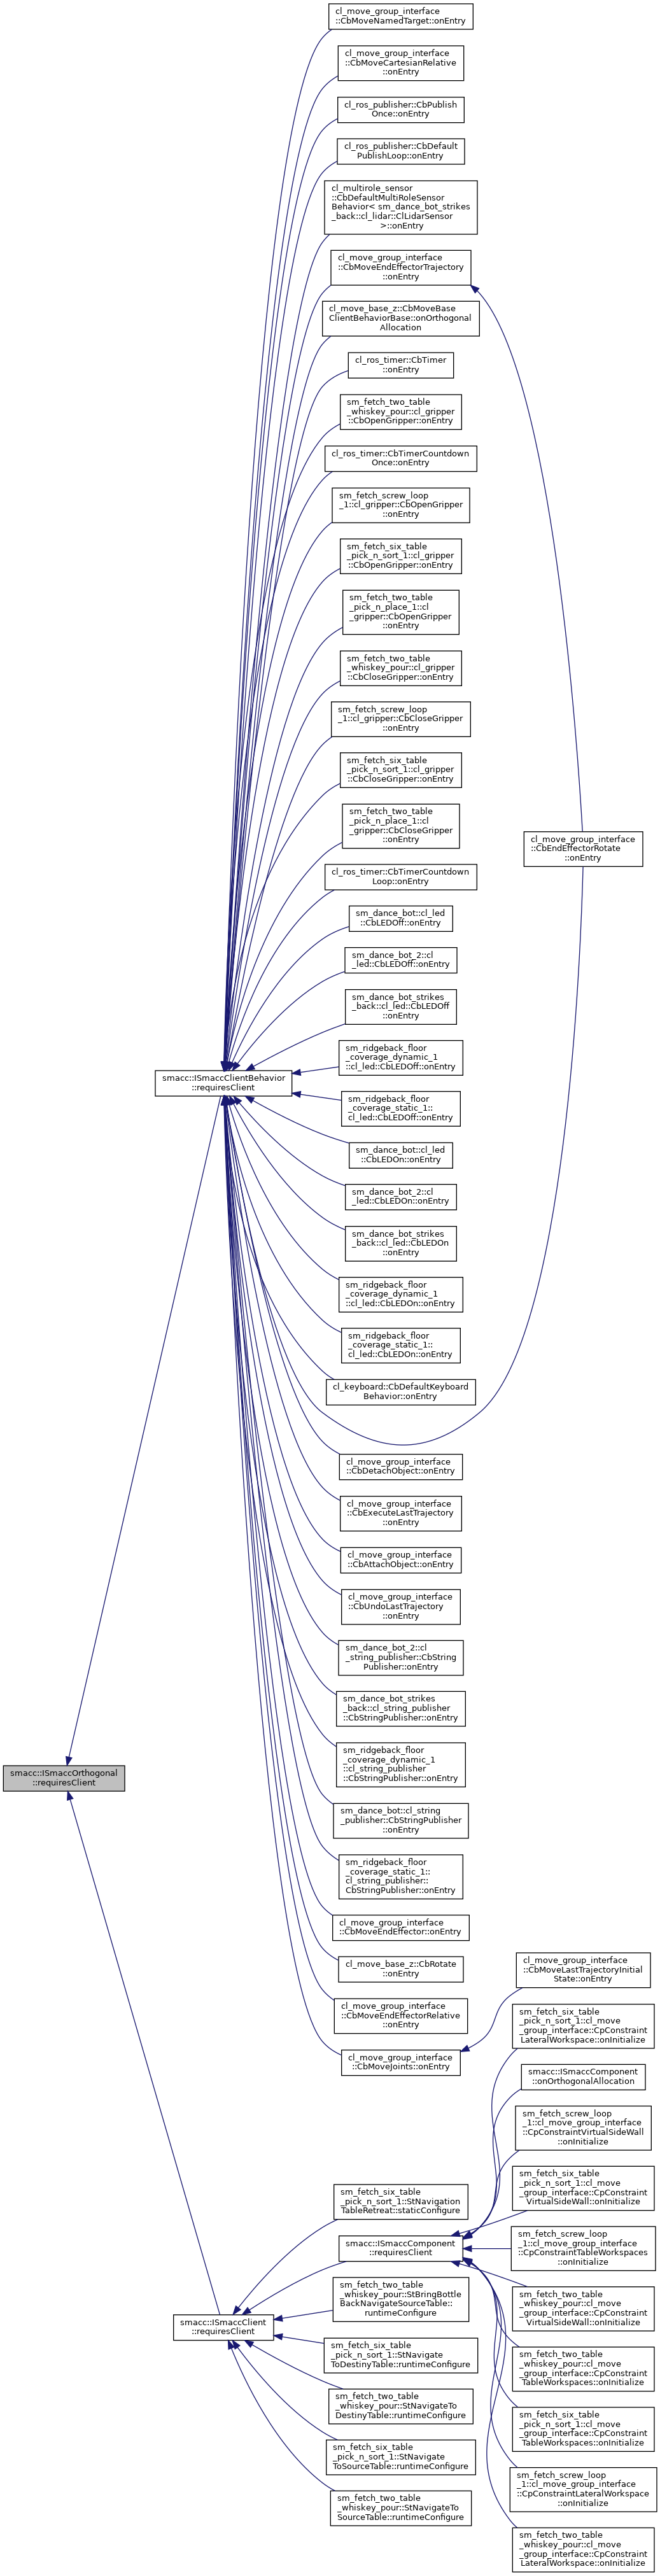 cl_move_group_interface
::CbMoveNamedTarget::onEntry
cl_move_group_interface
::CbMoveCartesianRelative
::onEntry
cl_ros_publisher::CbPublish
Once::onEntry
cl_ros_publisher::CbDefault
PublishLoop::onEntry
cl_multirole_sensor
::CbDefaultMultiRoleSensor
Behavior< sm_dance_bot_strikes
_back::cl_lidar::ClLidarSensor
>::onEntry
cl_move_group_interface
::CbMoveEndEffectorTrajectory
::onEntry
cl_move_base_z::CbMoveBase
ClientBehaviorBase::onOrthogonal
Allocation
cl_ros_timer::CbTimer
::onEntry
sm_fetch_two_table
_whiskey_pour::cl_gripper
::CbOpenGripper::onEntry
cl_ros_timer::CbTimerCountdown
Once::onEntry
sm_fetch_screw_loop
_1::cl_gripper::CbOpenGripper
::onEntry
sm_fetch_six_table
_pick_n_sort_1::cl_gripper
::CbOpenGripper::onEntry
sm_fetch_two_table
_pick_n_place_1::cl
_gripper::CbOpenGripper
::onEntry
sm_fetch_two_table
_whiskey_pour::cl_gripper
::CbCloseGripper::onEntry
sm_fetch_screw_loop
_1::cl_gripper::CbCloseGripper
::onEntry
sm_fetch_six_table
_pick_n_sort_1::cl_gripper
::CbCloseGripper::onEntry
sm_fetch_two_table
_pick_n_place_1::cl
_gripper::CbCloseGripper
::onEntry
cl_move_group_interface
::CbEndEffectorRotate
::onEntry
cl_ros_timer::CbTimerCountdown
Loop::onEntry
sm_dance_bot::cl_led
::CbLEDOff::onEntry
sm_dance_bot_2::cl
_led::CbLEDOff::onEntry
sm_dance_bot_strikes
_back::cl_led::CbLEDOff
::onEntry
sm_ridgeback_floor
_coverage_dynamic_1
::cl_led::CbLEDOff::onEntry
smacc::ISmaccClientBehavior
::requiresClient
sm_ridgeback_floor
_coverage_static_1::
cl_led::CbLEDOff::onEntry
sm_dance_bot::cl_led
::CbLEDOn::onEntry
sm_dance_bot_2::cl
_led::CbLEDOn::onEntry
sm_dance_bot_strikes
_back::cl_led::CbLEDOn
::onEntry
sm_ridgeback_floor
_coverage_dynamic_1
::cl_led::CbLEDOn::onEntry
sm_ridgeback_floor
_coverage_static_1::
cl_led::CbLEDOn::onEntry
cl_keyboard::CbDefaultKeyboard
Behavior::onEntry
cl_move_group_interface
::CbDetachObject::onEntry
cl_move_group_interface
::CbExecuteLastTrajectory
::onEntry
cl_move_group_interface
::CbAttachObject::onEntry
cl_move_group_interface
::CbUndoLastTrajectory
::onEntry
sm_dance_bot_2::cl
_string_publisher::CbString
Publisher::onEntry
sm_dance_bot_strikes
_back::cl_string_publisher
::CbStringPublisher::onEntry
sm_ridgeback_floor
_coverage_dynamic_1
::cl_string_publisher
::CbStringPublisher::onEntry
smacc::ISmaccOrthogonal
::requiresClient
sm_dance_bot::cl_string
_publisher::CbStringPublisher
::onEntry
sm_ridgeback_floor
_coverage_static_1::
cl_string_publisher::
CbStringPublisher::onEntry
cl_move_group_interface
::CbMoveEndEffector::onEntry
cl_move_base_z::CbRotate
::onEntry
cl_move_group_interface
::CbMoveLastTrajectoryInitial
State::onEntry
cl_move_group_interface
::CbMoveEndEffectorRelative
::onEntry
sm_fetch_six_table
_pick_n_sort_1::cl_move
_group_interface::CpConstraint
LateralWorkspace::onInitialize
cl_move_group_interface
::CbMoveJoints::onEntry
smacc::ISmaccComponent
::onOrthogonalAllocation
sm_fetch_screw_loop
_1::cl_move_group_interface
::CpConstraintVirtualSideWall
::onInitialize
sm_fetch_six_table
_pick_n_sort_1::cl_move
_group_interface::CpConstraint
VirtualSideWall::onInitialize
sm_fetch_six_table
_pick_n_sort_1::StNavigation
TableRetreat::staticConfigure
smacc::ISmaccComponent
::requiresClient
sm_fetch_screw_loop
_1::cl_move_group_interface
::CpConstraintTableWorkspaces
::onInitialize
sm_fetch_two_table
_whiskey_pour::StBringBottle
BackNavigateSourceTable::
runtimeConfigure
sm_fetch_two_table
_whiskey_pour::cl_move
_group_interface::CpConstraint
VirtualSideWall::onInitialize
smacc::ISmaccClient
::requiresClient
sm_fetch_six_table
_pick_n_sort_1::StNavigate
ToDestinyTable::runtimeConfigure
sm_fetch_two_table
_whiskey_pour::cl_move
_group_interface::CpConstraint
TableWorkspaces::onInitialize
sm_fetch_two_table
_whiskey_pour::StNavigateTo
DestinyTable::runtimeConfigure
sm_fetch_six_table
_pick_n_sort_1::cl_move
_group_interface::CpConstraint
TableWorkspaces::onInitialize
sm_fetch_six_table
_pick_n_sort_1::StNavigate
ToSourceTable::runtimeConfigure
sm_fetch_screw_loop
_1::cl_move_group_interface
::CpConstraintLateralWorkspace
::onInitialize
sm_fetch_two_table
_whiskey_pour::StNavigateTo
SourceTable::runtimeConfigure
sm_fetch_two_table
_whiskey_pour::cl_move
_group_interface::CpConstraint
LateralWorkspace::onInitialize